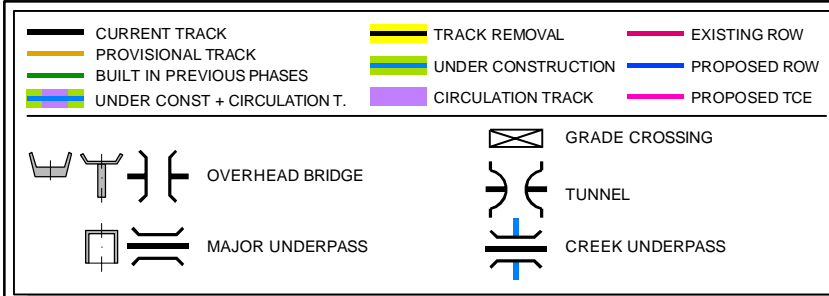 CURRENT TRACK
PROVISIONAL TRACK
BUILT IN PREVIOUS PHASES
UNDER CONST + CIRCULATION T.
TRACK REMOVAL
UNDER CONSTRUCTION
CIRCULATION TRACK
EXISTING ROW
PROPOSED ROW
PROPOSED TCE
OVERHEAD BRIDGE
MAJOR UNDERPASS
GRADE CROSSING
TUNNEL
CREEK UNDERPASS